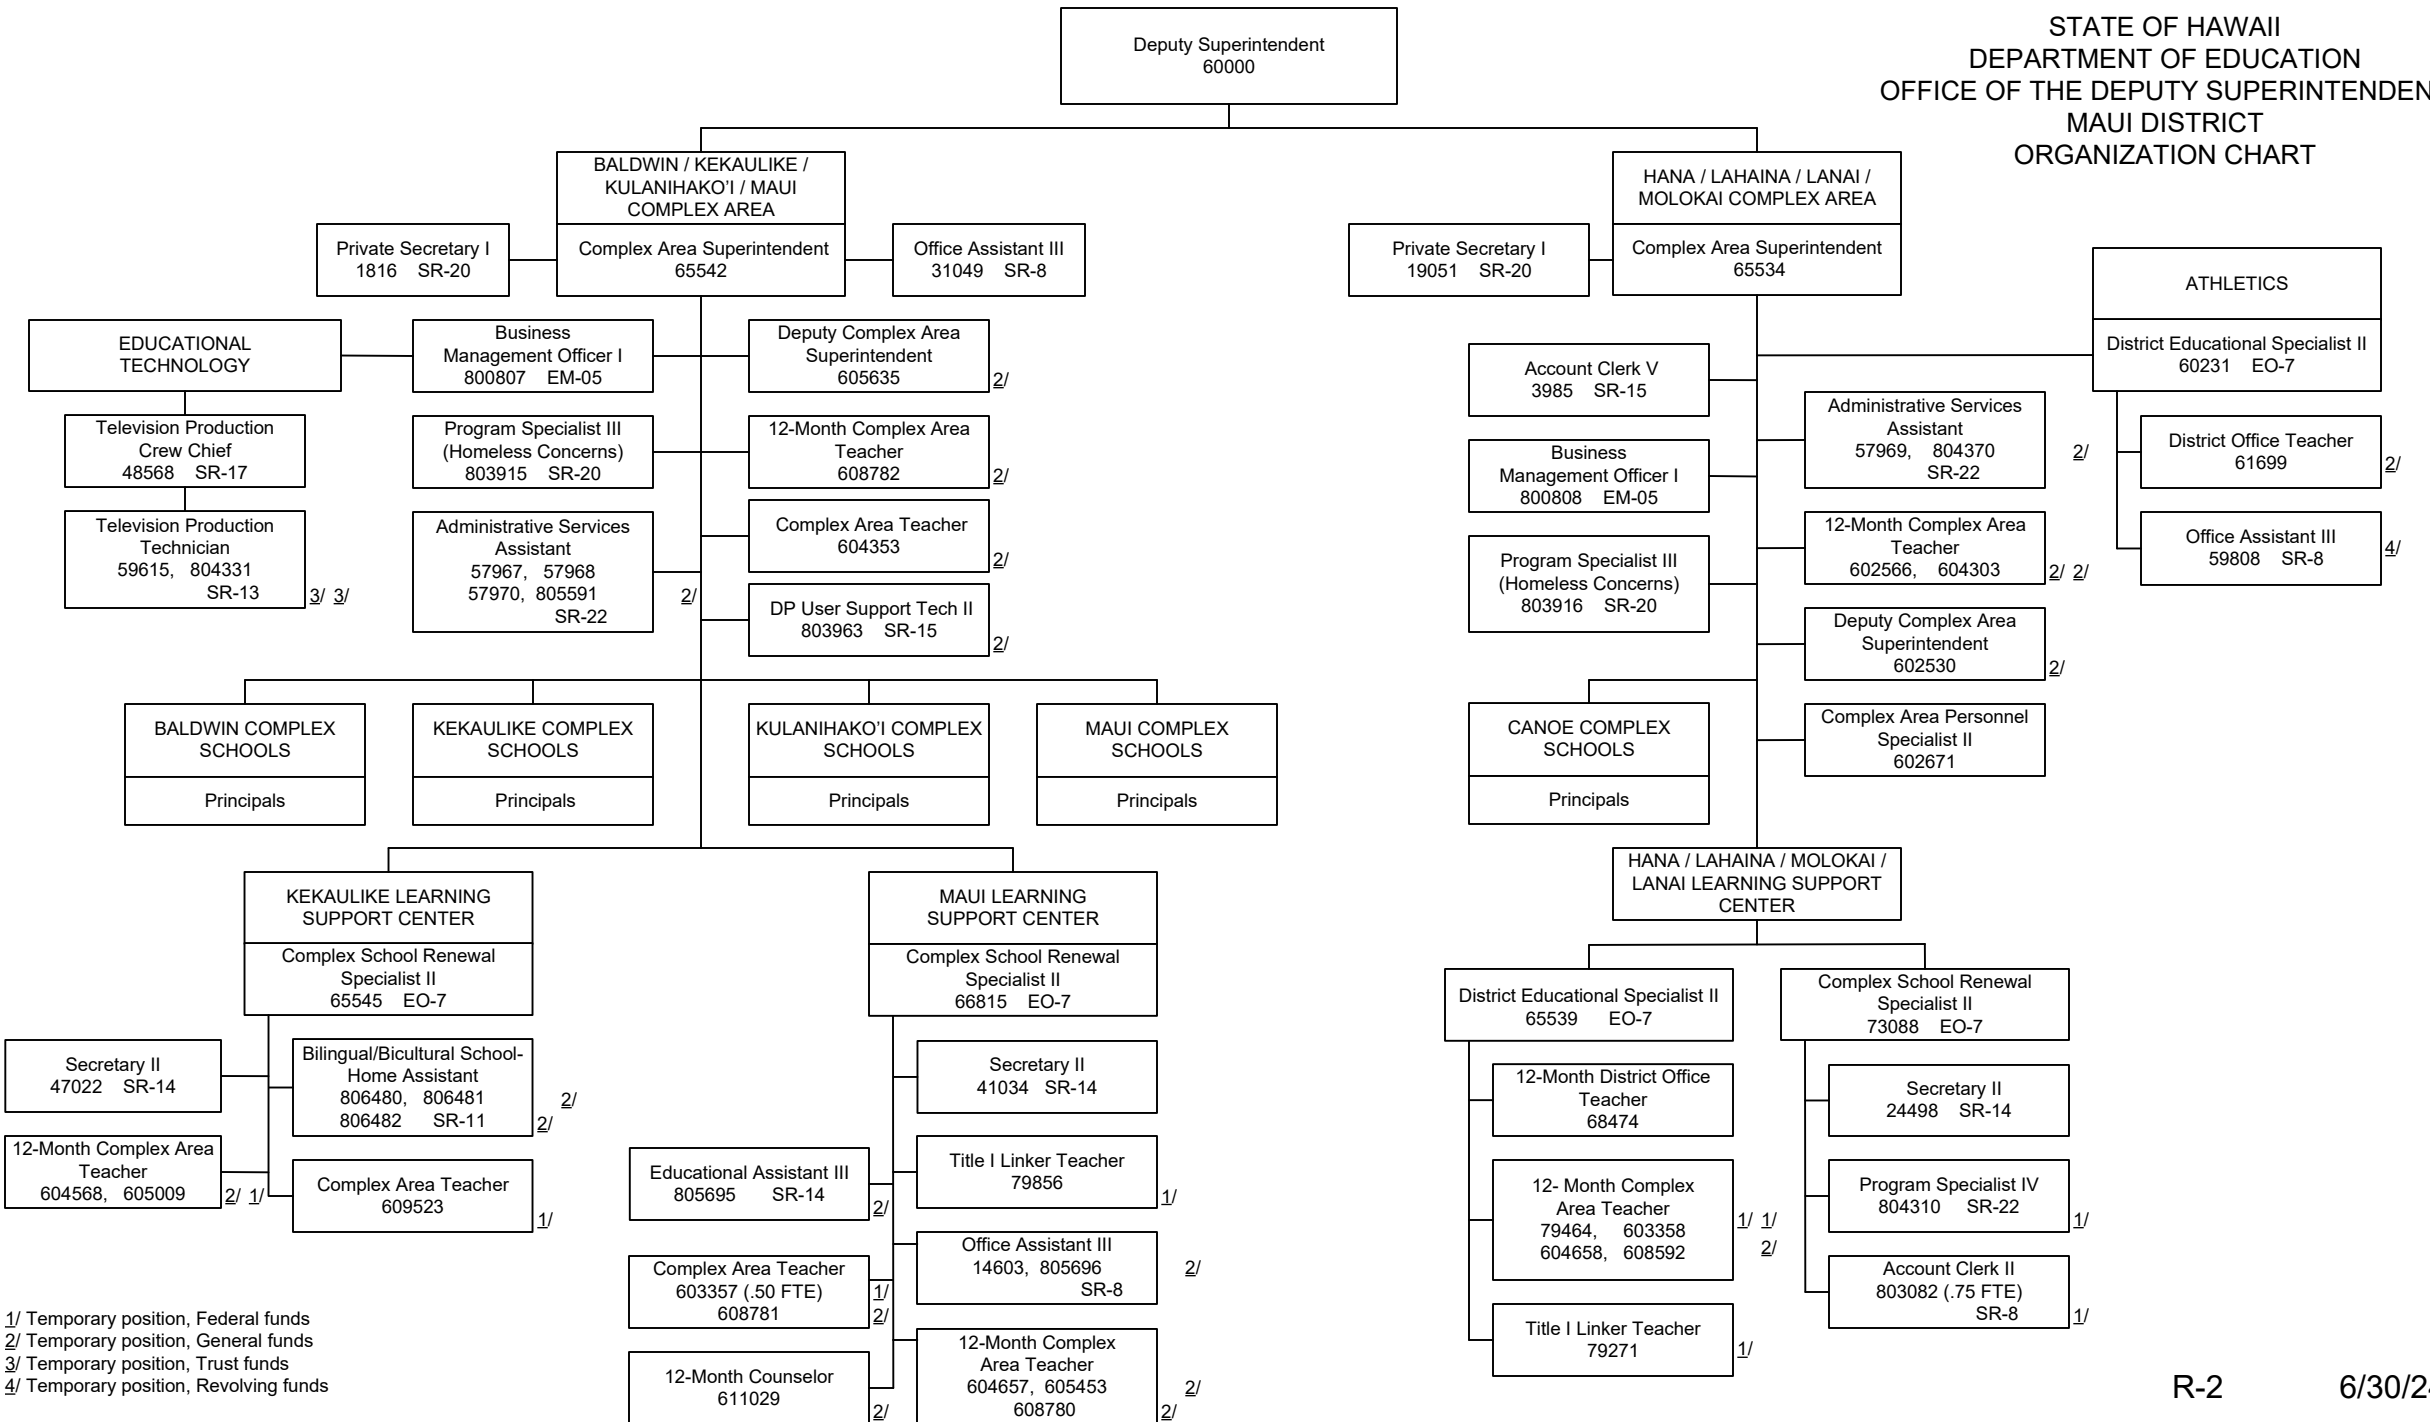 STATE OF HAWAII
DEPARTMENT OF EDUCATION
OFFICE OF THE DEPUTY SUPERINTENDEN
MAUI DISTRICT
ORGANIZATION CHART
Deputy Superintendent
60000
BALDWIN / KEKAULIKE /
KULANIHAKO’I / MAUI
COMPLEX AREA
Complex Area Superintendent
65542
Private Secretary I
1816 SR-20
Office Assistant III
31049 SR-8
EDUCATIONAL
TECHNOLOGY
Television Production
Crew Chief
48568 SR-17
Television Production
Technician
59615, 804331
SR-13
3/ 3/
Business
Management Officer I
800807 EM-05
Program Specialist III
(Homeless Concerns)
803915 SR-20
Administrative Services
Assistant
57967, 57968
57970, 805591
SR-22
2/
Deputy Complex Area
Superintendent
605635
2/
12-Month Complex Area
Teacher
608782
2/
Complex Area Teacher
604353
2/
DP User Support Tech II
803963 SR-15
2/
BALDWIN COMPLEX
SCHOOLS
Principals
KEKAULIKE COMPLEX
SCHOOLS
Principals
KULANIHAKO’I COMPLEX
SCHOOLS
Principals
MAUI COMPLEX
SCHOOLS
Principals
KEKAULIKE LEARNING
SUPPORT CENTER
Complex School Renewal
Specialist II
65545 EO-7
Secretary II
47022 SR-14
12-Month Complex Area
Teacher
604568, 605009
2/ 1/
Bilingual/Bicultural School-
Home Assistant
806480, 806481
806482 SR-11
2/
2/
Complex Area Teacher
609523
1/
MAUI LEARNING
SUPPORT CENTER
Complex School Renewal
Specialist II
66815 EO-7
Secretary II
41034 SR-14
Educational Assistant III
805695 SR-14
2/
Title I Linker Teacher
79856
1/
Complex Area Teacher
603357 (.50 FTE)
608781
1/
2/
Office Assistant III
14603, 805696
SR-8
2/
12-Month Counselor
611029
2/
12-Month Complex
Area Teacher
604657, 605453
608780
2/
2/
HANA / LAHAINA / LANAI /
MOLOKAI COMPLEX AREA
Complex Area Superintendent
65534
Private Secretary I
19051 SR-20
ATHLETICS
District Educational Specialist II
60231 EO-7
District Office Teacher
61699
2/
Office Assistant III
59808 SR-8
4/
Account Clerk V
3985 SR-15
Business
Management Officer I
800808 EM-05
Program Specialist III
(Homeless Concerns)
803916 SR-20
Administrative Services
Assistant
57969, 804370
SR-22
2/
12-Month Complex Area
Teacher
602566, 604303
2/ 2/
Deputy Complex Area
Superintendent
602530
2/
Complex Area Personnel
Specialist II
602671
CANOE COMPLEX
SCHOOLS
Principals
HANA / LAHAINA / MOLOKAI /
LANAI LEARNING SUPPORT
CENTER
District Educational Specialist II
65539 EO-7
12-Month District Office
Teacher
68474
12- Month Complex
Area Teacher
79464, 603358
604658, 608592
1/ 1/
2/
Title I Linker Teacher
79271
1/
Complex School Renewal
Specialist II
73088 EO-7
Secretary II
24498 SR-14
Program Specialist IV
804310 SR-22
1/
Account Clerk II
803082 (.75 FTE)
SR-8
1/
1/ Temporary position, Federal funds
2/ Temporary position, General funds
3/ Temporary position, Trust funds
4/ Temporary position, Revolving funds
R-2 6/30/2